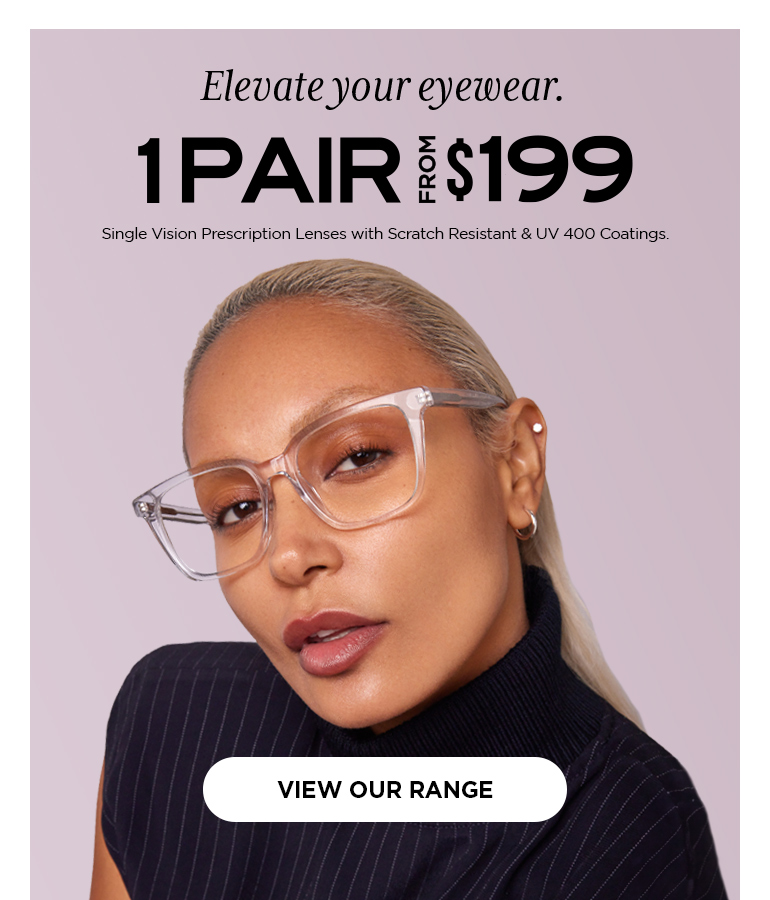 Elevate your eyewear.
1 PAIR FROM $199
Single Vision Prescription Lenses with Scratch Resistant & UV 400 Coatings.
VIEW OUR RANGE